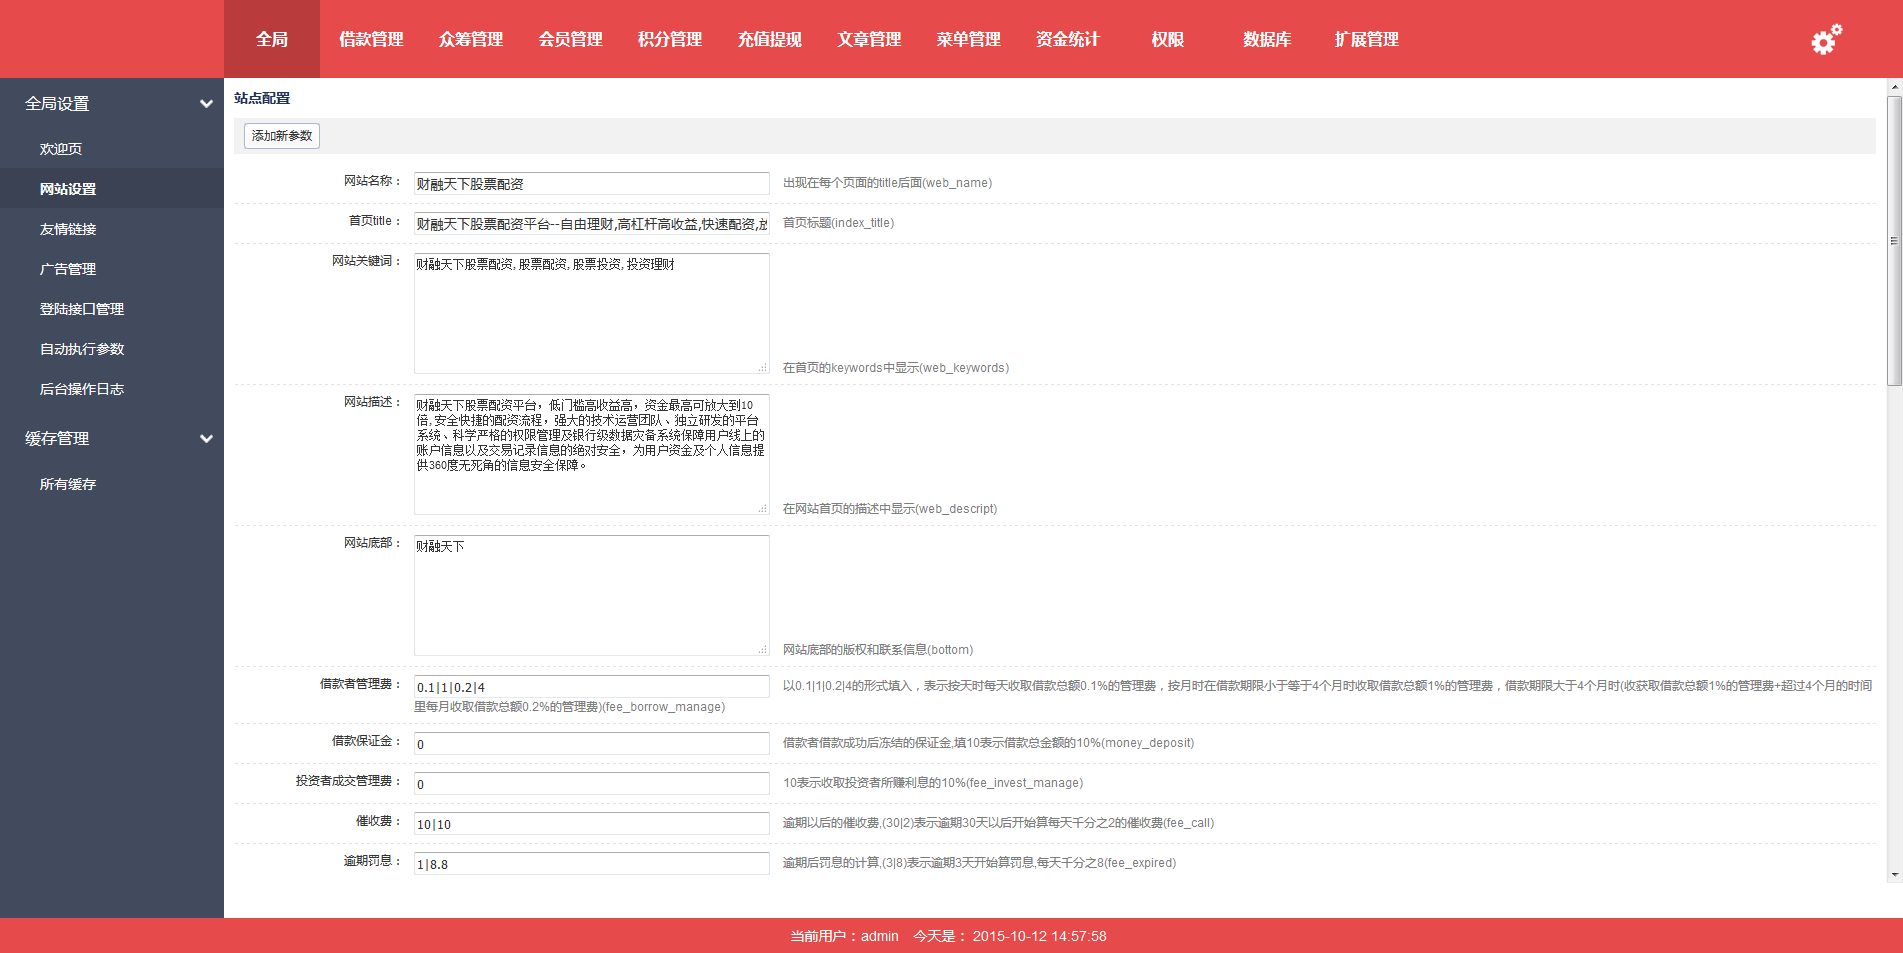 全局 借款管理 众筹管理 会员管理 积分管理 充值提现 文章管理 菜单管理 资金统计 权限 数据库 扩展管理
全局设置
欢迎页
网站设置
友情链接
广告管理
登陆接口管理
自动执行参数
后台操作日志
缓存管理
所有缓存
站点配置
添加新参数
网站名称： 财融天下股票配资 出现在每个页面的title后面(web_name)
首页title： 财融天下股票配资平台--自由理财,高杠杆高收益,快速配资, 首页标题(index_title)
网站关键词： 财融天下股票配资,股票配资,股票投资,投资理财
在首页的keywords中显示(web_keywords)
网站描述： 财融天下股票配资平台，低门槛高收益高，资金最高可放大到10
倍,安全快捷的配资流程，强大的技术运营团队、独立研发的平台
系统、科学严格的权限管理及银行级数据灾备系统保障用户线上的
账户信息以及交易记录信息的绝对安全，为用户资金及个人信息提
供360度无死角的信息安全保障。
在网站首页的描述中显示(web_descript)
网站底部： 财融天下
网站底部的版权和联系信息(bottom)
借款者管理费： 0.1|1|0.2|4 以0.1|1|0.2|4的形式填入，表示按天时每天收取借款总额0.1%的管理费，按月时在借款期限小于等于4个月时收取借款总额1%的管理费，借款期限大于4个月时(收获取借款总额1%的管理费+超过4个月的时间
里每月收取借款总额0.2%的管理费)(fee_borrow_manage)
借款保证金： 0 借款者借款成功后冻结的保证金,填10表示借款总金额的10%(money_deposit)
投资者成交管理费： 0 10表示收取投资者所赚利息的10%(fee_invest_manage)
催收费： 10|10 逾期以后的催收费,(30|2)表示逾期30天以后开始算每天千分之2的催收费(fee_call)
逾期罚息： 1|8.8 逾期后罚息的计算,(3|8)表示逾期3天开始算罚息,每天千分之8(fee_expired)
当前用户：admin 今天是： 2015-10-12 14:57:58